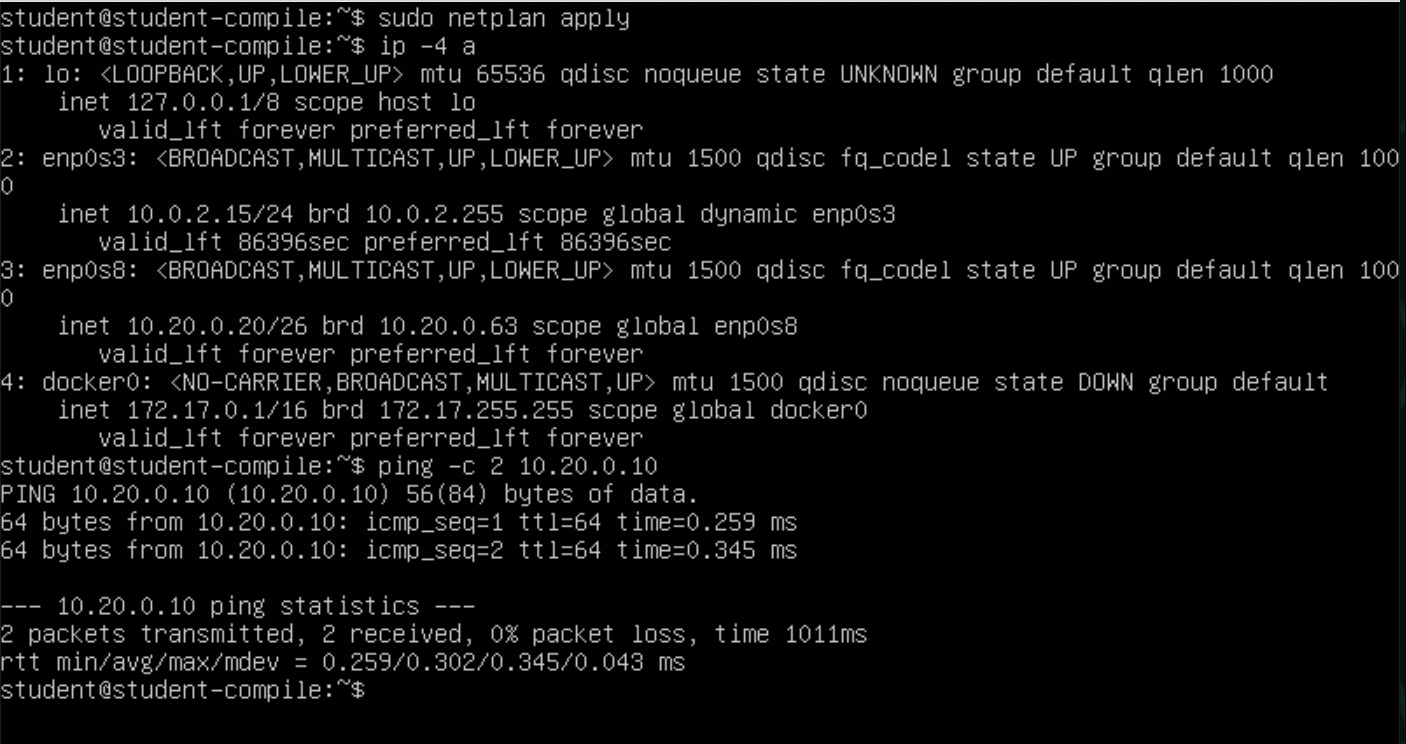 student@student-compile:~$ sudo netplan apply
student@student-compile:~$ ip -4 a
1: lo: <LOOPBACK,UP,LOWER_UP> mtu 65536 qdisc noqueue state UNKNOWN group default qlen 1000
    inet 127.0.0.1/8 scope host lo
       valid_lft forever preferred_lft forever
2: enp0s3: <BROADCAST,MULTICAST,UP,LOWER_UP> mtu 1500 qdisc fq_codel state UP group default qlen 100
0
    inet 10.0.2.15/24 brd 10.0.2.255 scope global dynamic enp0s3
       valid_lft 86396sec preferred_lft 86396sec
3: enp0s8: <BROADCAST,MULTICAST,UP,LOWER_UP> mtu 1500 qdisc fq_codel state UP group default qlen 100
0
    inet 10.20.0.20/26 brd 10.20.0.63 scope global enp0s8
       valid_lft forever preferred_lft forever
4: docker0: <NO-CARRIER,BROADCAST,MULTICAST,UP> mtu 1500 qdisc noqueue state DOWN group default
    inet 172.17.0.1/16 brd 172.17.255.255 scope global docker0
       valid_lft forever preferred_lft forever
student@student-compile:~$ ping -c 2 10.20.0.10
PING 10.20.0.10 (10.20.0.10) 56(84) bytes of data.
64 bytes from 10.20.0.10: icmp_seq=1 ttl=64 time=0.259 ms
64 bytes from 10.20.0.10: icmp_seq=2 ttl=64 time=0.345 ms

--- 10.20.0.10 ping statistics ---
2 packets transmitted, 2 received, 0% packet loss, time 1011ms
rtt min/avg/max/mdev = 0.259/0.302/0.345/0.043 ms
student@student-compile:~$